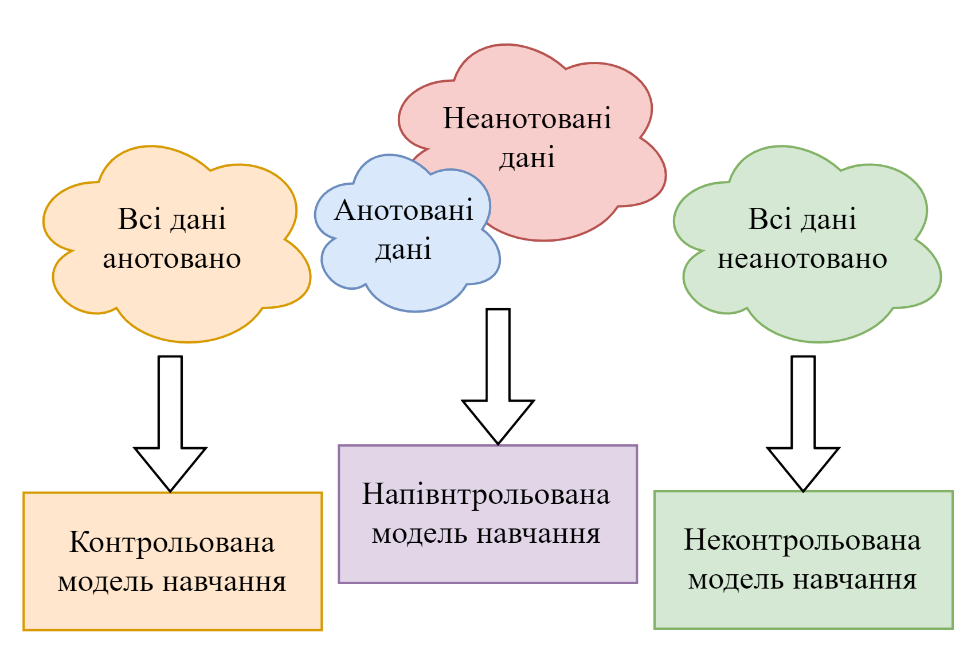 Всі дані
анотовано
Анотовані
дані
Неанотовані
дані
Всі дані
неанотовано
Контрольована
модель навчання
Напівнтрольована
модель навчання
Неконтрольована
модель навчання